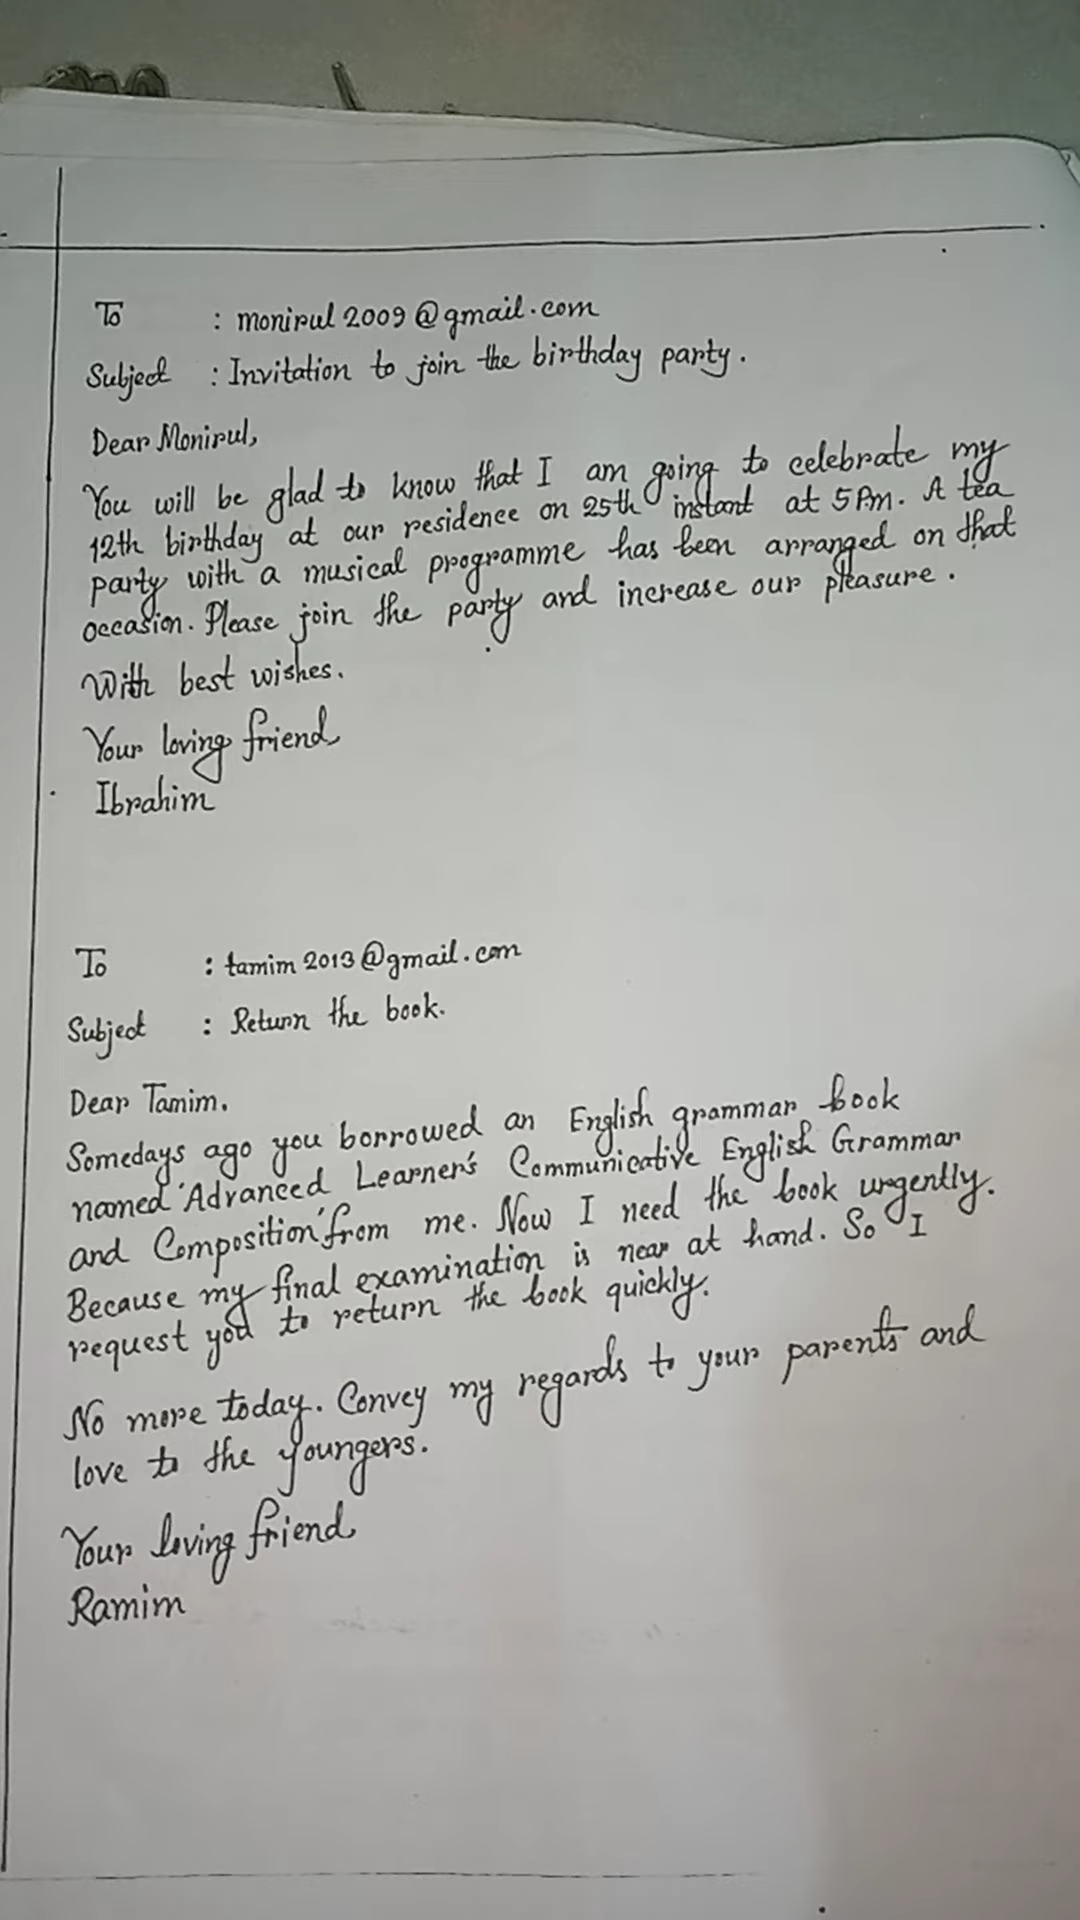 To : monirul2009@gmail.com
Subject : Invitation to join the birthday party.
Dear Monirul,
You will be glad to know that I am going to celebrate my
12th birthday at our residence on 25th instant at 5 P.m. A tea
party with a musical programme has been arranged on that
occasion. Please join the party and increase our pleasure.
With best wishes.
Your loving friend
Ibrahim
To : tamim2013@gmail.com
Subject : Return the book.
Dear Tamim.
Somedays ago you borrowed an English grammar book
named 'Advanced Learner's Communicative English Grammar
and Composition' from me. Now I need the book urgently.
Because my final examination is near at hand. So I
request you to return the book quickly.
No more today. Convey my regards to your parents and
love to the youngers.
Your loving friend
Ramim